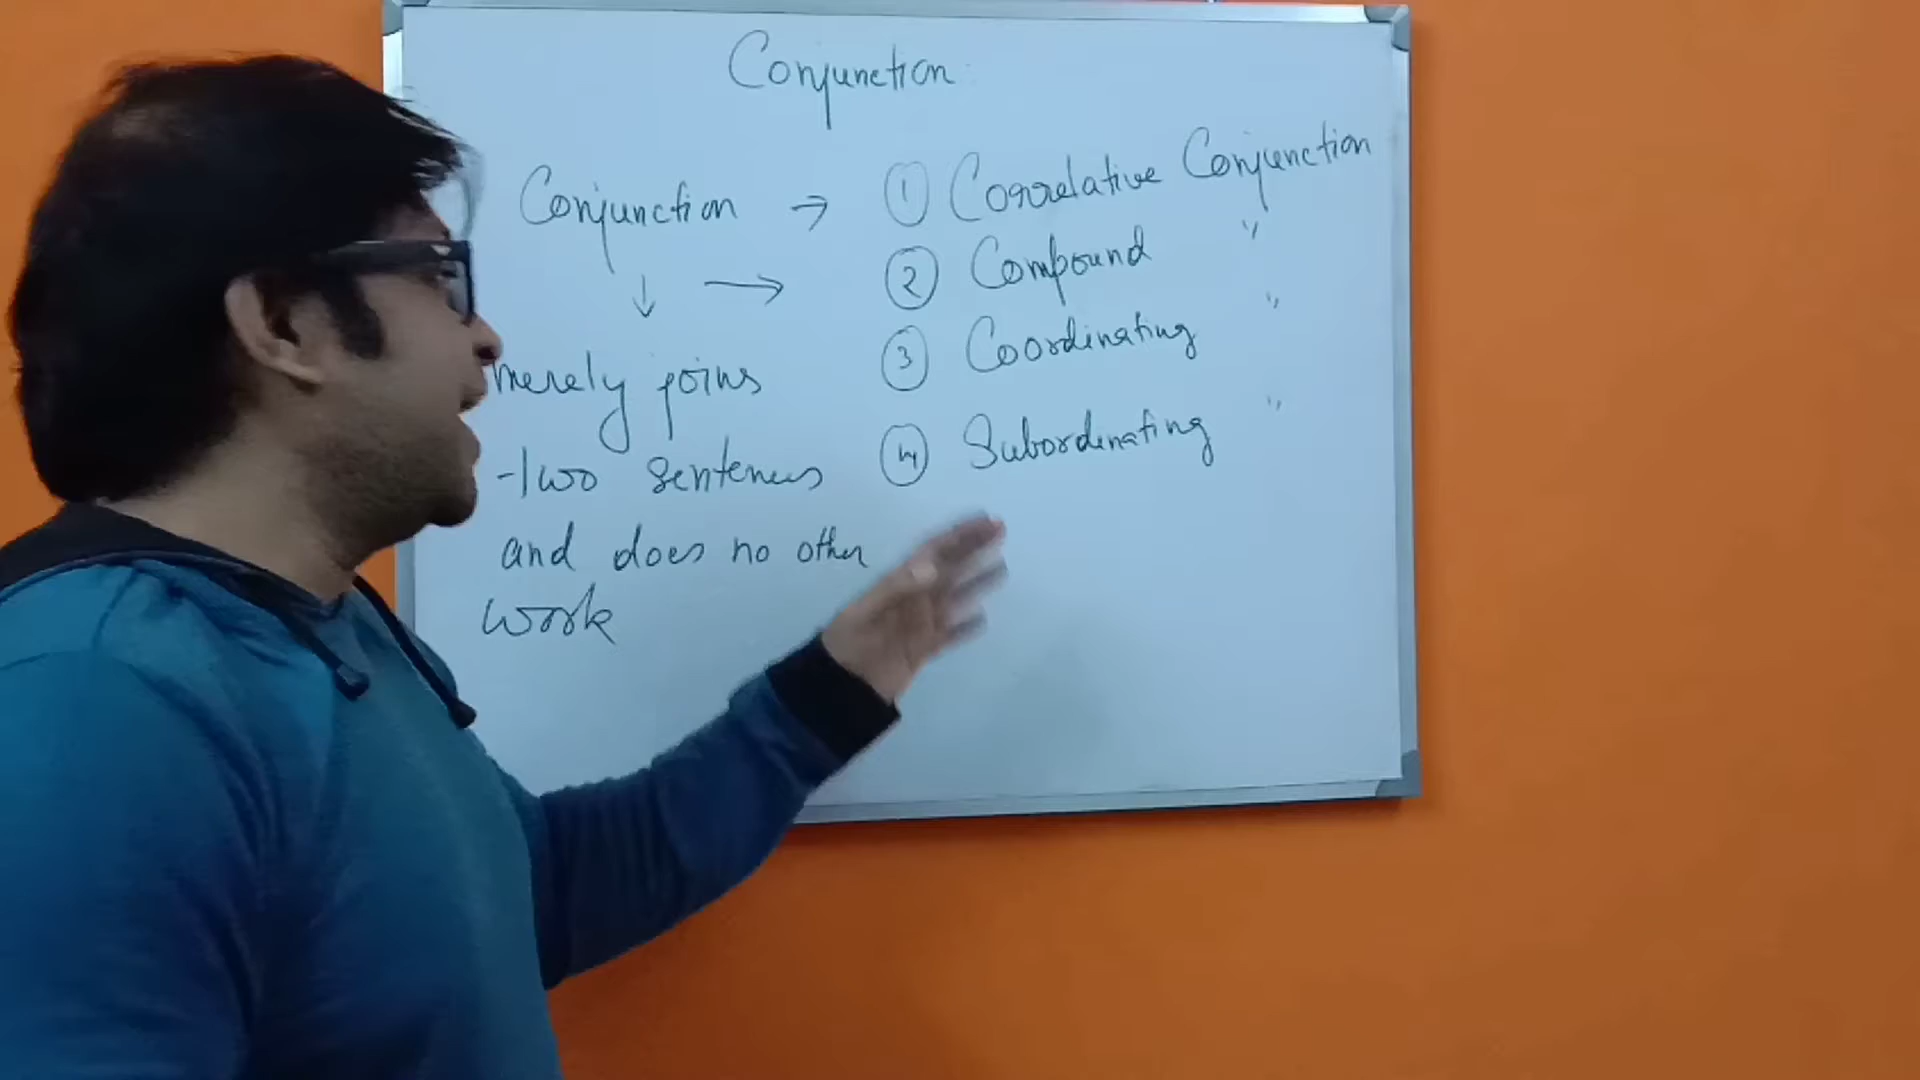 Conjunction:
Conjunction → ① Correlative Conjunction
↓ → ② Compound "
merely joins ③ Coordinating "
two sentences ④ Subordinating "
and does no other
work